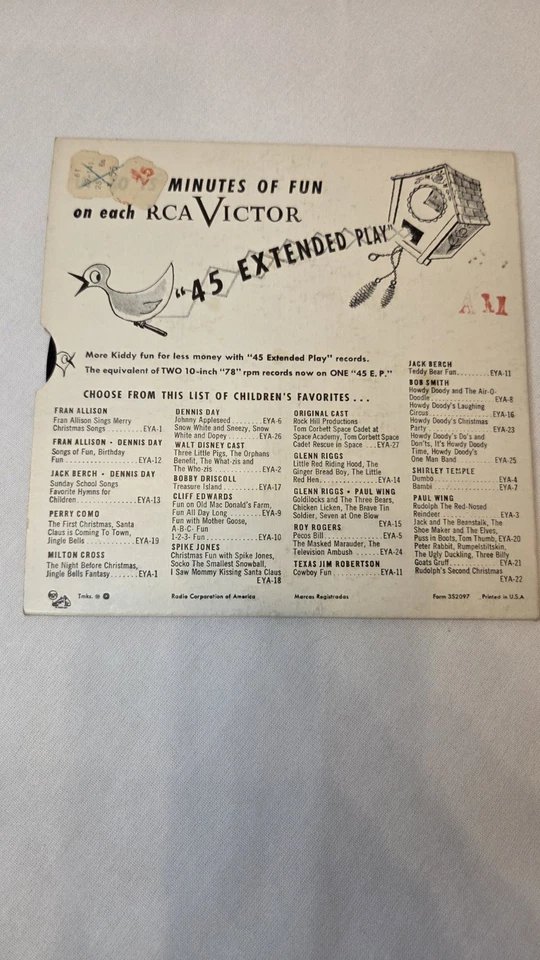 MINUTES OF FUN
on each RCA VICTOR
"45 EXTENDED PLAY"
More Kiddy fun for less money with "45 Extended Play" records.
The equivalent of TWO 10-inch "78" rpm records now on ONE "45 E. P."
CHOOSE FROM THIS LIST OF CHILDREN'S FAVORITES . . .
FRAN ALLISON
Fran Allison Sings Merry
Christmas Songs ........EYA-1
FRAN ALLISON • DENNIS DAY
Songs of Fun, Birthday
Fun ...................EYA-12
JACK BERCH • DENNIS DAY
Sunday School Songs
Favorite Hymns for
Children...............EYA-13
PERRY COMO
The First Christmas, Santa
Claus is Coming To Town,
Jingle Bells ...........EYA-19
MILTON CROSS
The Night Before Christmas,
Jingle Bells Fantasy.......EYA-1
DENNIS DAY
Johnny Appleseed........EYA-6
Snow White and Sneezy, Snow
White and Dopey........EYA-26
WALT DISNEY CAST
Three Little Pigs, The Orphans
Benefit, The What-zis and
The Who-zis ............EYA-2
BOBBY DRISCOLL
Treasure Island .........EYA-17
CLIFF EDWARDS
Fun on Old Mac Donald's Farm,
Fun All Day Long.........EYA-9
Fun with Mother Goose,
A-B-C- Fun
1-2-3- Fun .............EYA-10
SPIKE JONES
Christmas Fun with Spike Jones,
Socko The Smallest Snowball,
I Saw Mommy Kissing Santa Claus
EYA-18
ORIGINAL CAST
Rock Hill Productions
Tom Corbett Space Cadet at
Space Academy, Tom Corbett Space
Cadet Rescue in Space ...EYA-27
GLENN RIGGS
Little Red Riding Hood, The
Ginger Bread Boy, The Little
Red Hen................EYA-14
GLENN RIGGS • PAUL WING
Goldilocks and The Three Bears,
Chicken Licken, The Brave Tin
Soldier, Seven at One Blow
EYA-15
ROY ROGERS
Pecos Bill...............EYA-5
The Masked Marauder, The
Television Ambush ......EYA-24
TEXAS JIM ROBERTSON
Cowboy Fun ............EYA-11
JACK BERCH
Teddy Bear Fun.........EYA-11
BOB SMITH
Howdy Doody and The Air-O-
Doodle ................EYA-8
Howdy Doody's Laughing
Circus................EYA-16
Howdy Doody's Christmas
Party .................EYA-23
Howdy Doody's Do's and
Don'ts, It's Howdy Doody
Time, Howdy Doody's
One Man Band
EYA-25
SHIRLEY TEMPLE
Dumbo ................EYA-4
Bambi .................EYA-7
PAUL WING
Rudolph The Red-Nosed
Reindeer...............EYA-3
Jack and The Beanstalk, The
Shoe Maker and The Elves,
Puss in Boots, Tom Thumb, EYA-20
Peter Rabbit, Rumpelstiltskin,
The Ugly Duckling, Three Billy
Goats Gruff.............EYA-21
Rudolph's Second Christmas
EYA-22
Tmks. ® Radio Corporation of America Marcas Registradas Form 352097 Printed in U.S.A